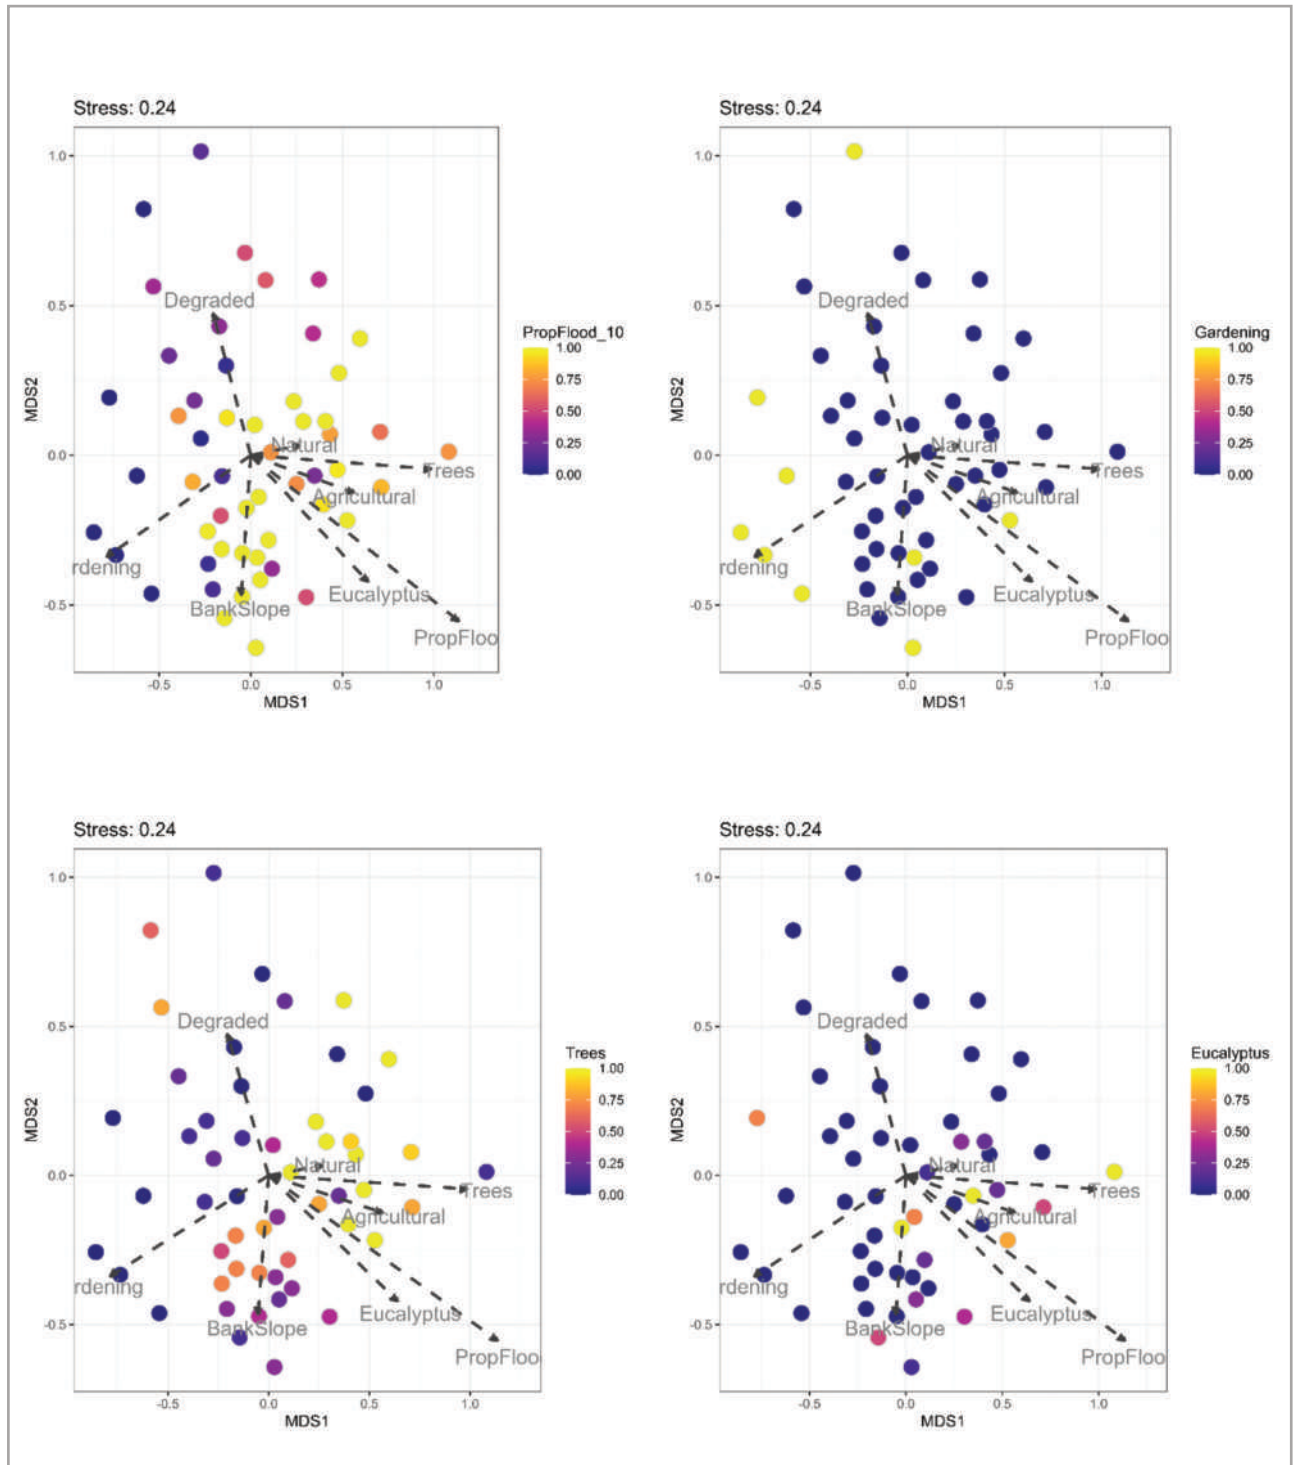 Stress: 0.24
1.0
0.5
0.0
-0.5
-0.5
0.0
0.5
1.0
MDS2
MDS1
Degraded
Natural
Trees
Agricultural
rdening
BankSlope
Eucalyptus
PropFloo
PropFlood_10
1.00
0.75
0.50
0.25
0.00
Stress: 0.24
1.0
0.5
0.0
-0.5
-0.5
0.0
0.5
1.0
MDS2
MDS1
Degraded
Natural
Trees
Agricultural
rdening
BankSlope
Eucalyptus
PropFloo
Gardening
1.00
0.75
0.50
0.25
0.00
Stress: 0.24
1.0
0.5
0.0
-0.5
-0.5
0.0
0.5
1.0
MDS2
MDS1
Degraded
Natural
Trees
Agricultural
rdening
BankSlope
Eucalyptus
PropFloo
Trees
1.00
0.75
0.50
0.25
0.00
Stress: 0.24
1.0
0.5
0.0
-0.5
-0.5
0.0
0.5
1.0
MDS2
MDS1
Degraded
Natural
Trees
Agricultural
rdening
BankSlope
Eucalyptus
PropFloo
Eucalyptus
1.00
0.75
0.50
0.25
0.00